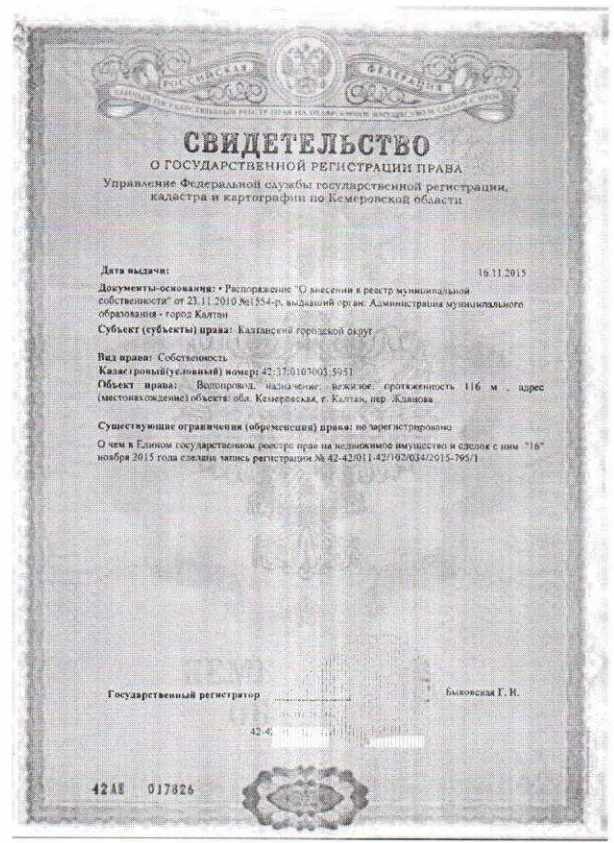 РОССИЙСКАЯ ФЕДЕРАЦИЯ
СВИДЕТЕЛЬСТВО
О ГОСУДАРСТВЕННОЙ РЕГИСТРАЦИИ ПРАВА
Управление Федеральной службы государственной регистрации,
кадастра и картографии по Кемеровской области
Дата выдачи: 16.11.2015
Документы-основания: • Распоряжение "О внесении в реестр муниципальной
собственности" от 23.11.2010 №1554-р, выдавший орган: Администрация муниципального
образования - город Калтан
Субъект (субъекты) права: Калтанский городской округ
Вид права: Собственность
Кадастровый(условный) номер: 42:37:0103003:5951
Объект права: Водопровод, назначение: нежилое, протяженность 116 м , адрес
(местонахождение) объекта: обл. Кемеровская, г. Калтан, пер. Жданова
Существующие ограничения (обременения) права: не зарегистрировано
О чем в Едином государственном реестре прав на недвижимое имущество и сделок с ним "16"
ноября 2015 года сделана запись регистрации № 42-42/011-42/102/034/2015-795/1
Государственный регистратор Быковская Г. Н.
42-42
42АЕ 017826